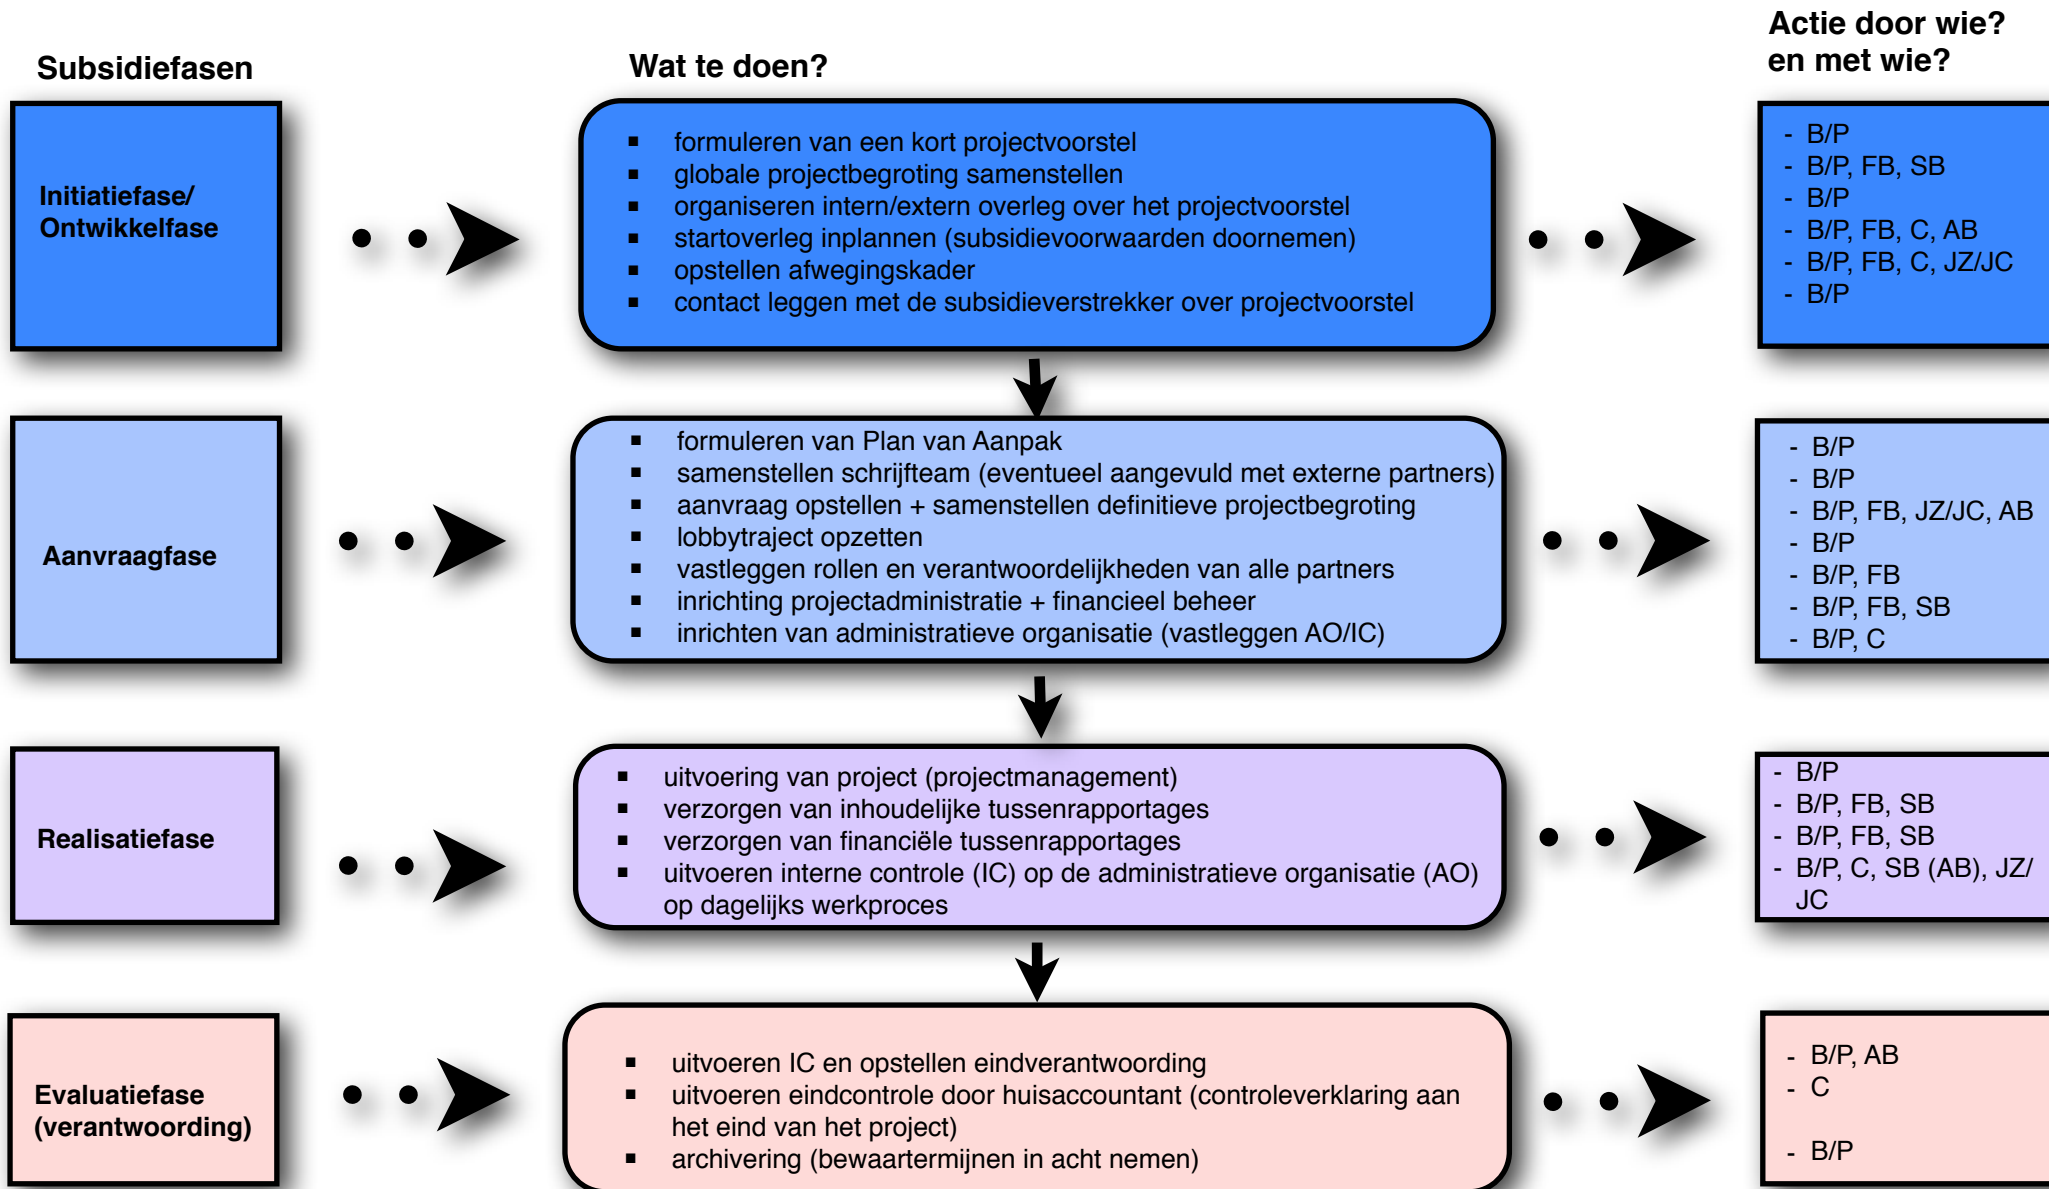 Subsidiefasen
Wat te doen?
Actie door wie?
en met wie?
Initiatiefase/
Ontwikkelfase
▪ formuleren van een kort projectvoorstel
▪ globale projectbegroting samenstellen
▪ organiseren intern/extern overleg over het projectvoorstel
▪ startoverleg inplannen (subsidievoorwaarden doornemen)
▪ opstellen afwegingskader
▪ contact leggen met de subsidieverstrekker over projectvoorstel
- B/P
- B/P, FB, SB
- B/P
- B/P, FB, C, AB
- B/P, FB, C, JZ/JC
- B/P
Aanvraagfase
▪ formuleren van Plan van Aanpak
▪ samenstellen schrijfteam (eventueel aangevuld met externe partners)
▪ aanvraag opstellen + samenstellen definitieve projectbegroting
▪ lobbytraject opzetten
▪ vastleggen rollen en verantwoordelijkheden van alle partners
▪ inrichting projectadministratie + financieel beheer
▪ inrichten van administratieve organisatie (vastleggen AO/IC)
- B/P
- B/P
- B/P, FB, JZ/JC, AB
- B/P
- B/P, FB
- B/P, FB, SB
- B/P, C
Realisatiefase
▪ uitvoering van project (projectmanagement)
▪ verzorgen van inhoudelijke tussenrapportages
▪ verzorgen van financiële tussenrapportages
▪ uitvoeren interne controle (IC) op de administratieve organisatie (AO)
op dagelijks werkproces
- B/P
- B/P, FB, SB
- B/P, FB, SB
- B/P, C, SB (AB), JZ/
JC
Evaluatiefase
(verantwoording)
▪ uitvoeren IC en opstellen eindverantwoording
▪ uitvoeren eindcontrole door huisaccountant (controleverklaring aan
het eind van het project)
▪ archivering (bewaartermijnen in acht nemen)
- B/P, AB
- C
- B/P